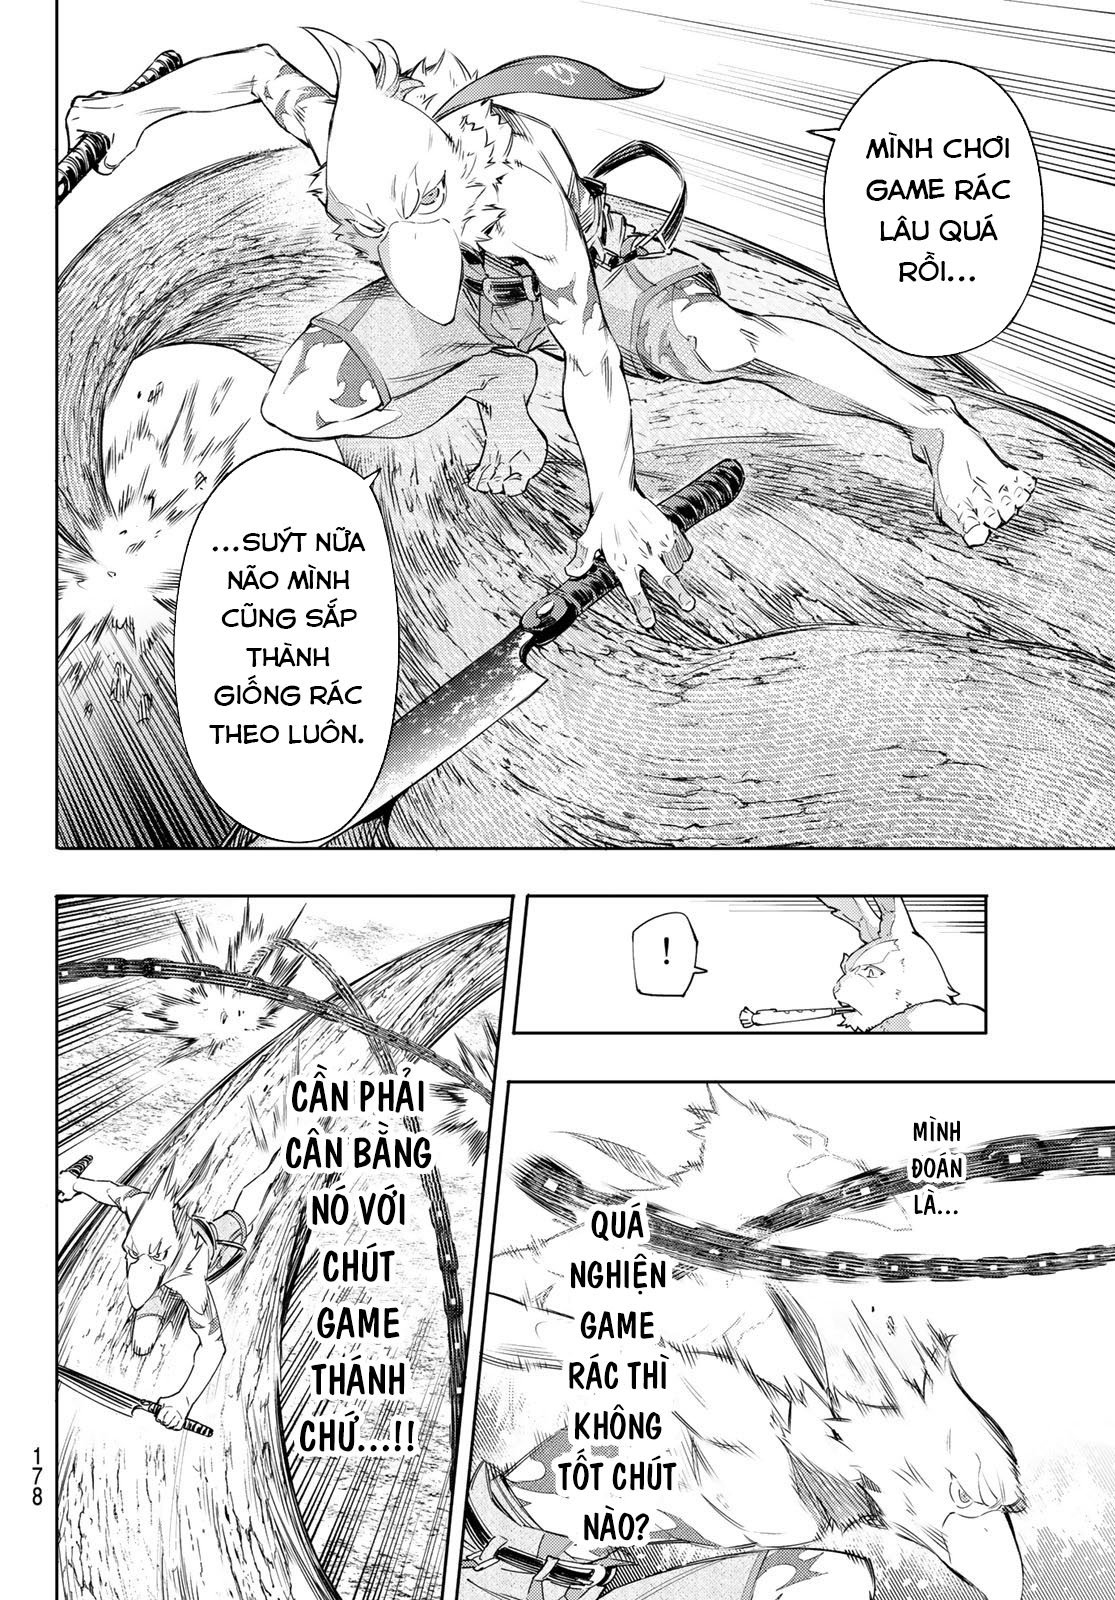 MÌNH CHƠI
GAME RÁC
LÂU QUÁ
RỒI...
...SUÝT NỮA
NÃO MÌNH
CŨNG SẮP
THÀNH
GIỐNG RÁC
THEO LUÔN.
!
MÌNH
ĐOÁN
LÀ...
QUÁ
NGHIỆN
GAME
RÁC THÌ
KHÔNG
TỐT CHÚT
NÀO?
CẦN PHẢI
CÂN BẰNG
NÓ VỚI
CHÚT
GAME
THÁNH
CHỨ...!!
178